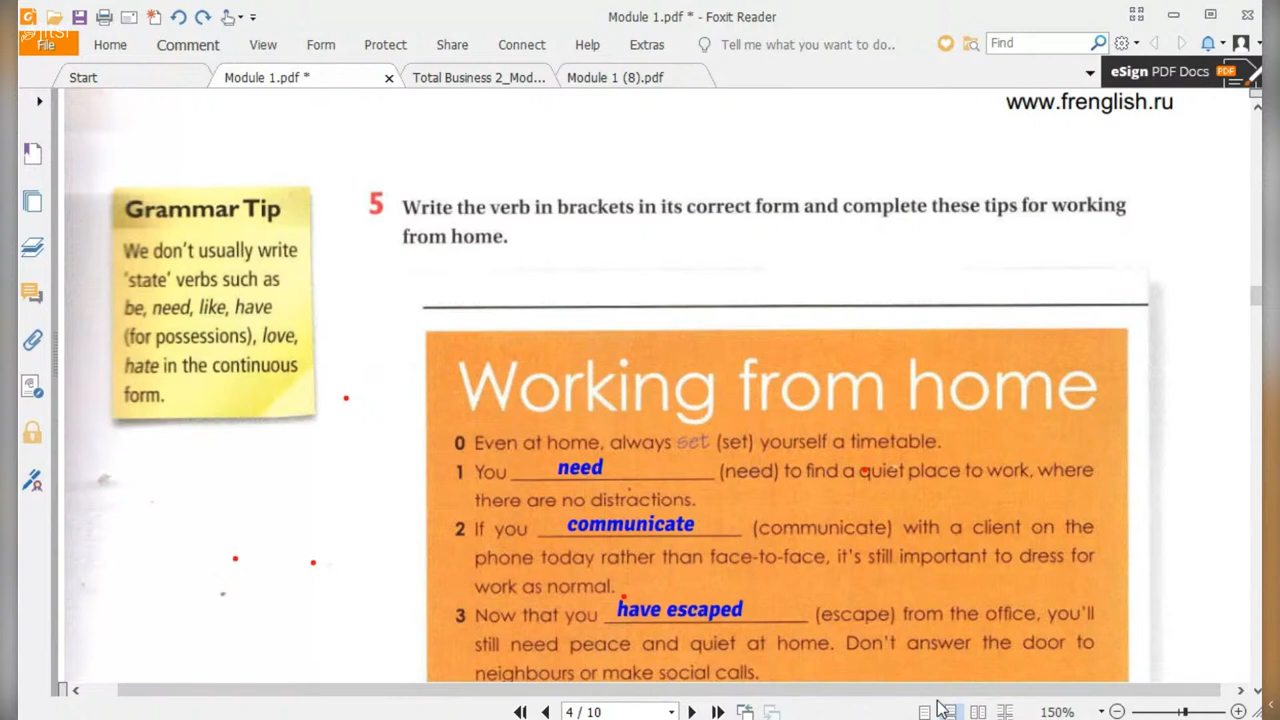 Module 1.pdf * - Foxit Reader
File Home Comment View Form Protect Share Connect Help Extras Tell me what you want to do.. Find
Start Module 1.pdf * Total Business 2_Mod... Module 1 (8).pdf eSign PDF Docs PDF
www.frenglish.ru
Grammar Tip
We don't usually write
'state' verbs such as
be, need, like, have
(for possessions), love,
hate in the continuous
form.
5 Write the verb in brackets in its correct form and complete these tips for working
from home.
Working from home
0 Even at home, always set (set) yourself a timetable.
1 You need (need) to find a quiet place to work, where
there are no distractions.
2 If you communicate (communicate) with a client on the
phone today rather than face-to-face, it's still important to dress for
work as normal.
3 Now that you have escaped (escape) from the office, you'll
still need peace and quiet at home. Don't answer the door to
neighbours or make social calls.
4 / 10 150%